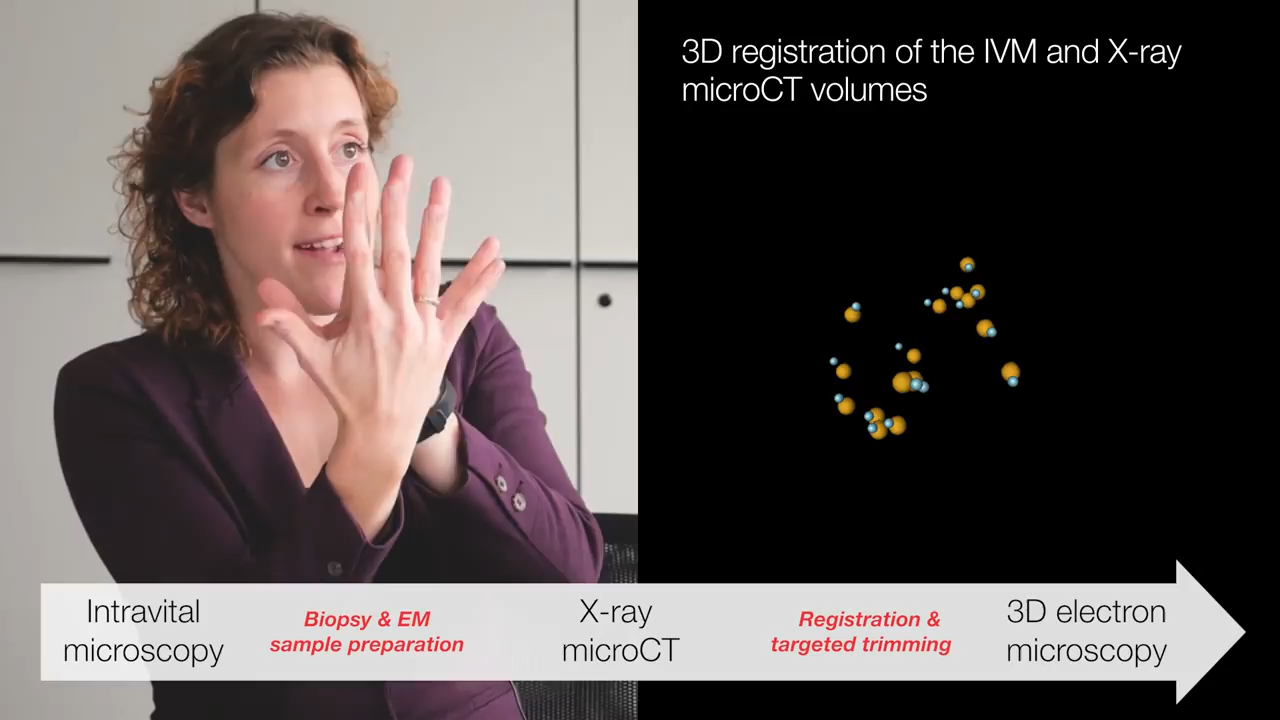 3D registration of the IVM and X-ray
microCT volumes
Intravital
microscopy
Biopsy & EM
sample preparation
X-ray
microCT
Registration &
targeted trimming
3D electron
microscopy